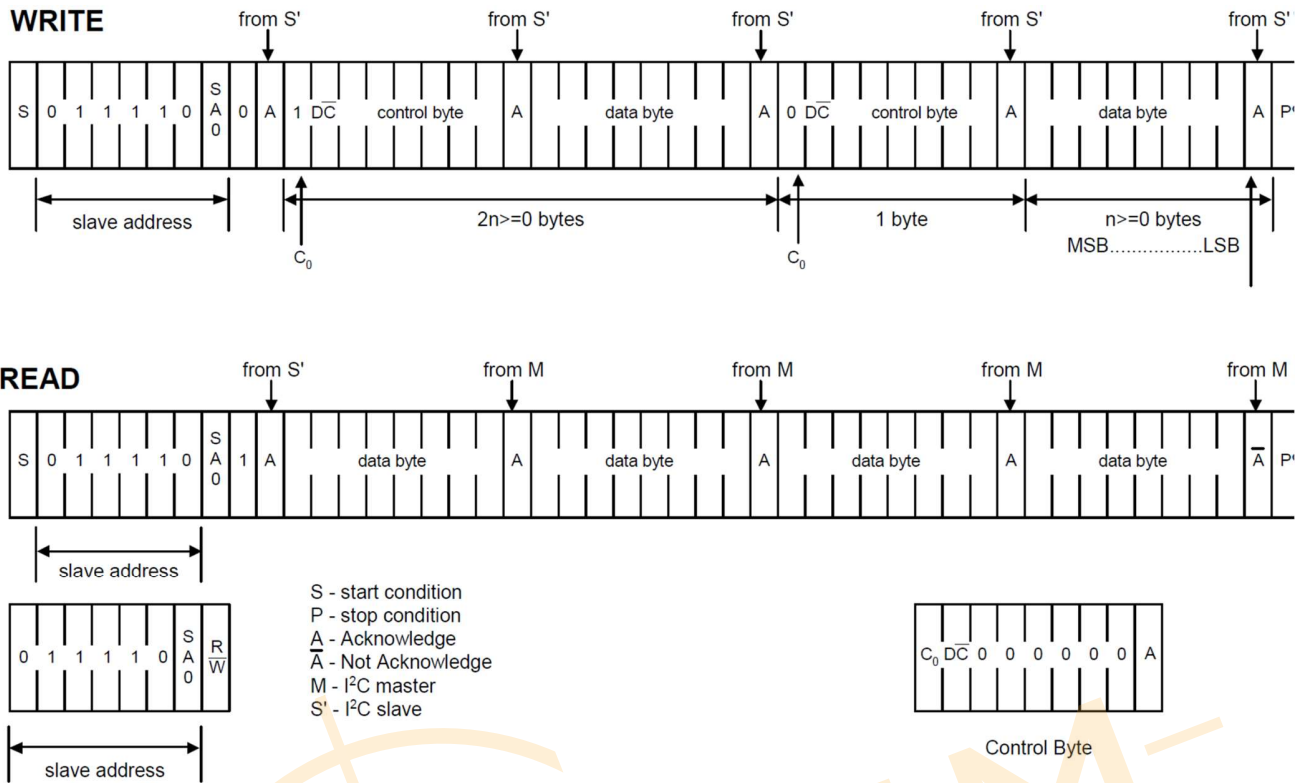 WRITE
from S' from S' from S' from S' from S'
S 0 1 1 1 1 0 SA0 0 A 1 DC̅ control byte A data byte A 0 DC̅ control byte A data byte A P
slave address 2n>=0 bytes 1 byte n>=0 bytes
MSB.................LSB
C₀ C₀
READ
from S' from M from M from M from M
S 0 1 1 1 1 0 SA0 1 A data byte A data byte A data byte A data byte A̅ P
slave address
0 1 1 1 1 0 SA0 R/W̅
slave address
S - start condition
P - stop condition
A - Acknowledge
A̅ - Not Acknowledge
M - I²C master
S' - I²C slave
C₀ DC̅ 0 0 0 0 0 0 A
Control Byte